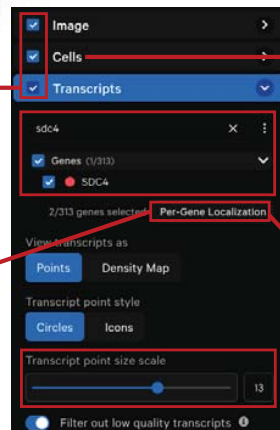 Image
Cells
Transcripts
sdc4
Genes (1/313)
SDC4
2/313 genes selected Per-Gene Localization
View transcripts as
Points Density Map
Transcript point style
Circles Icons
Transcript point size scale
13
Filter out low quality transcripts